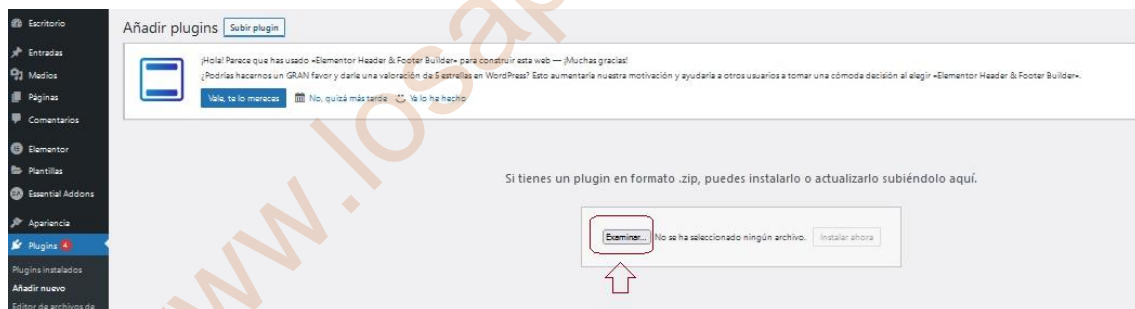 Escritorio
Entradas
Medios
Páginas
Comentarios
Elementor
Plantillas
Essential Addons
Apariencia
Plugins 4
Plugins instalados
Añadir nuevo
Editor de archivos de
Añadir plugins Subir plugin
¡Hola! Parece que has usado «Elementor Header & Footer Builder» para construir esta web — ¡Muchas gracias!
¿Podrías hacernos un GRAN favor y darle una valoración de 5 estrellas en WordPress? Esto aumentaría nuestra motivación y ayudaría a otros usuarios a tomar una cómoda decisión al elegir «Elementor Header & Footer Builder».
Vale, te lo mereces No, quizá más tarde Ya lo he hecho
Si tienes un plugin en formato .zip, puedes instalarlo o actualizarlo subiéndolo aquí.
Examinar... No se ha seleccionado ningún archivo. Instalar ahora
www.losap